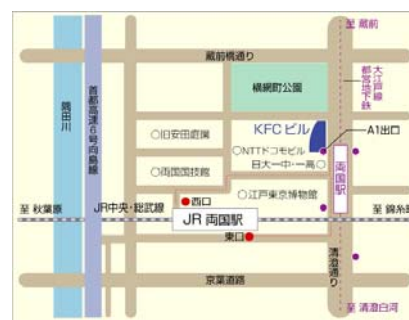 至 蔵前
蔵前橋通り
大江戸線
都営地下鉄
横網町公園
隅田川
首都高速6号向島線
KFC ビル
A1出口
○旧安田庭園
○NTTドコモビル
日大一中・一高○
○両国国技館
両国駅
○江戸東京博物館
西口
至 秋葉原
JR中央・総武線
JR 両国駅
至 錦糸町
東口
清澄通り
京葉道路
至 清澄白河